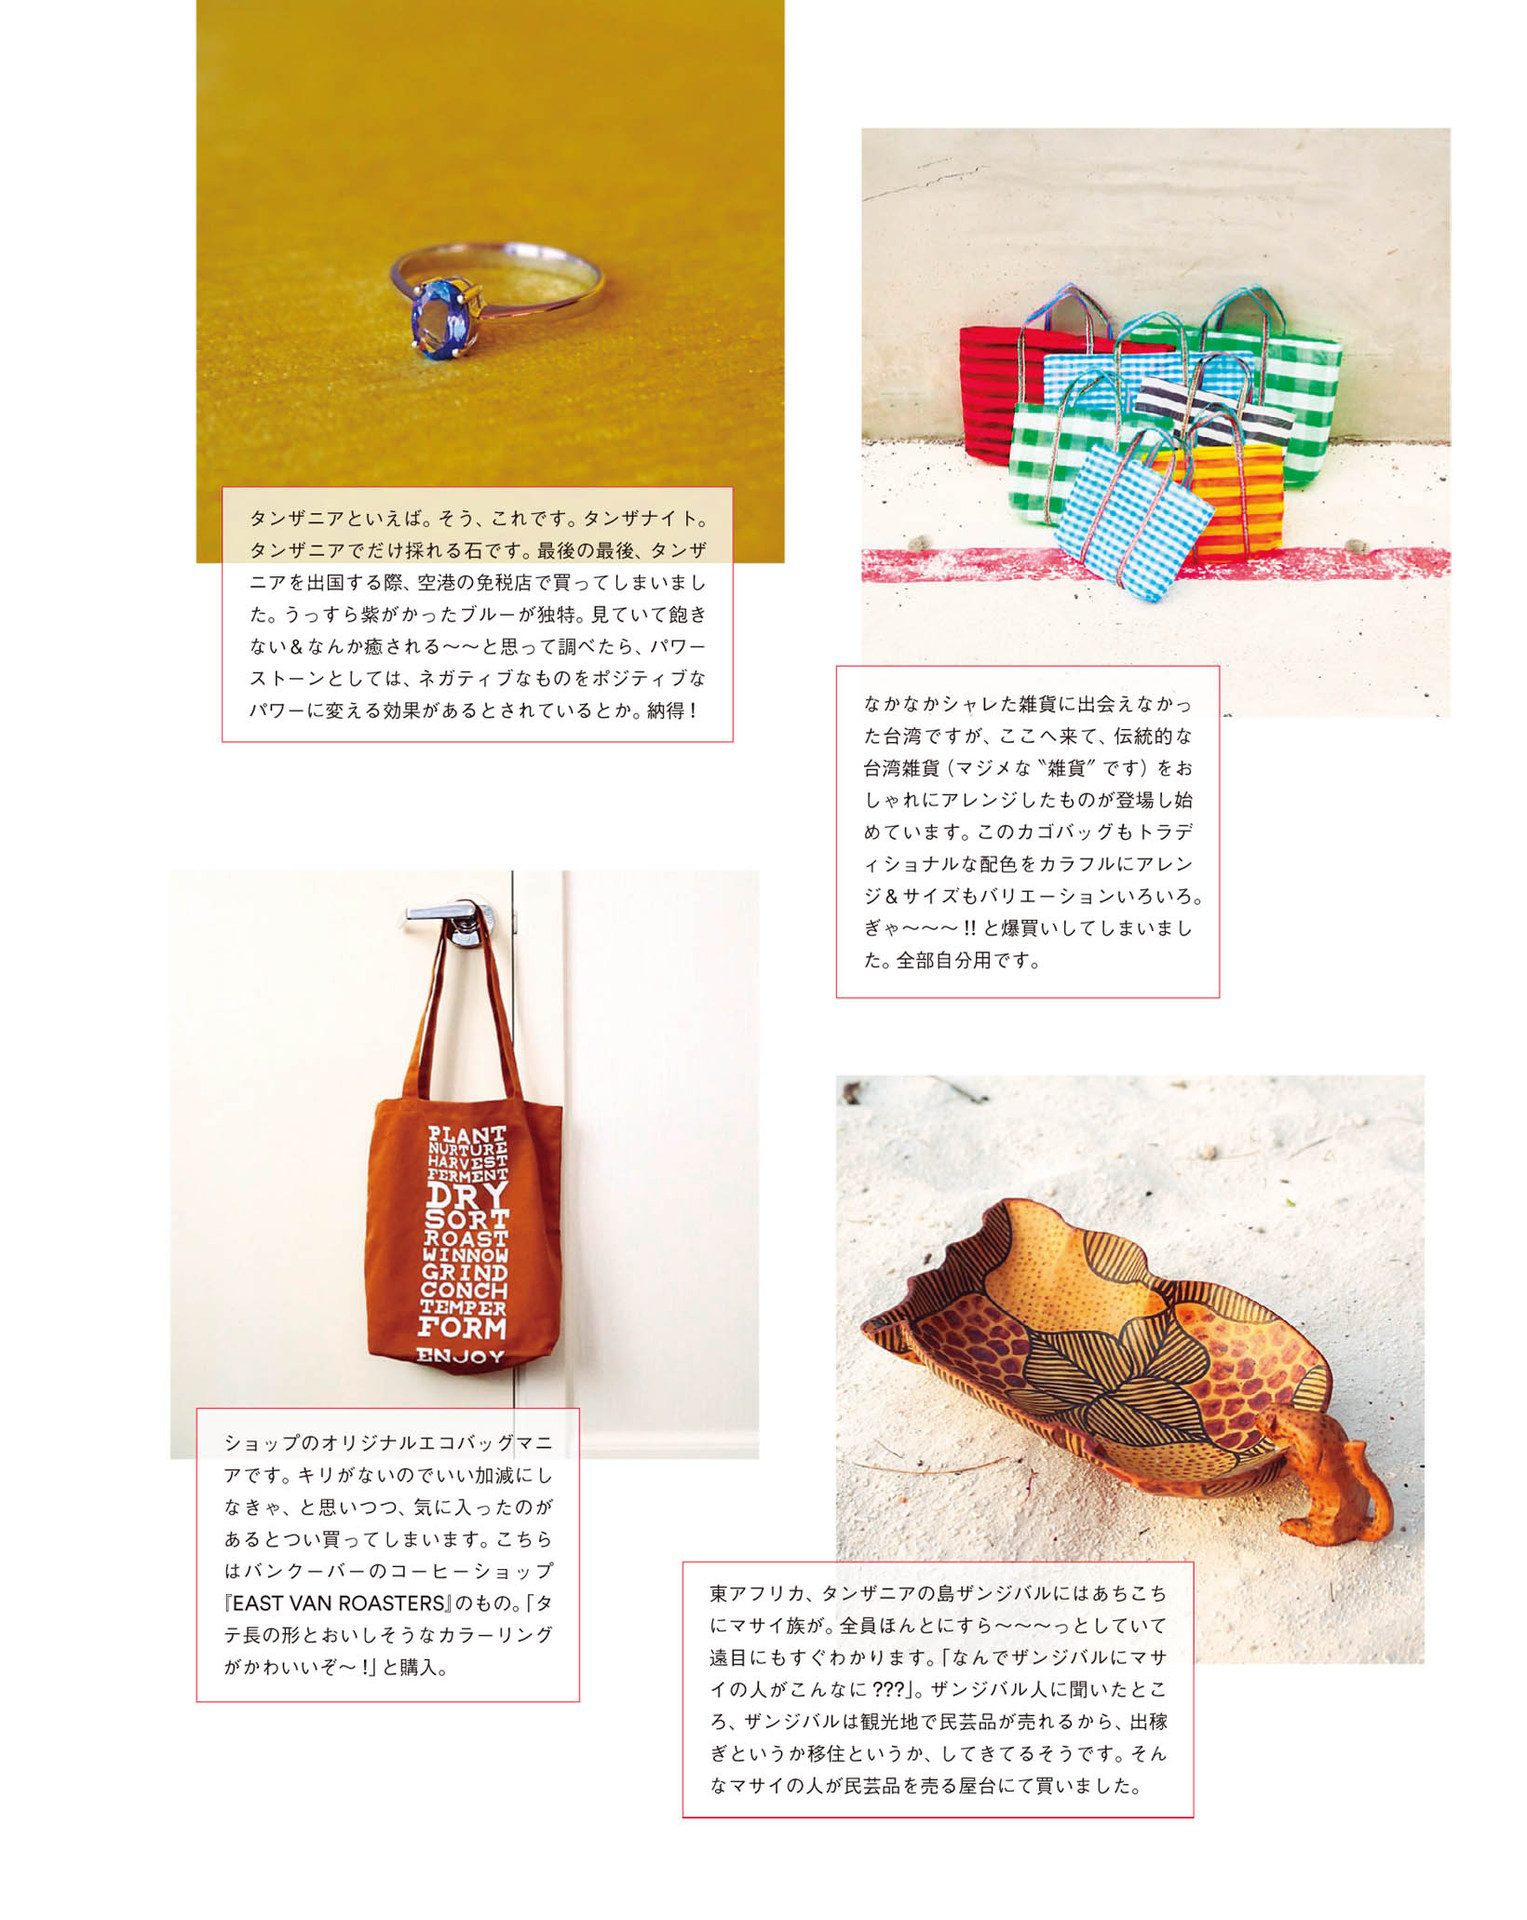 タンザニアといえば。そう、これです。タンザナイト。
タンザニアでだけ採れる石です。最後の最後、タンザ
ニアを出国する際、空港の免税店で買ってしまいまし
た。うっすら紫がかったブルーが独特。見ていて飽き
ない＆なんか癒される〜〜と思って調べたら、パワー
ストーンとしては、ネガティブなものをポジティブな
パワーに変える効果があるとされているとか。納得！
なかなかシャレた雑貨に出会えなかっ
た台湾ですが、ここへ来て、伝統的な
台湾雑貨（マジメな〝雑貨〟です）をお
しゃれにアレンジしたものが登場し始
めています。このカゴバッグもトラデ
ィショナルな配色をカラフルにアレン
ジ＆サイズもバリエーションいろいろ。
ぎゃ〜〜〜!!と爆買いしてしまいまし
た。全部自分用です。
PLANT
NURTURE
HARVEST
FERMENT
DRY
SORT
ROAST
WINNOW
GRIND
CONCH
TEMPER
FORM
ENJOY
ショップのオリジナルエコバッグマニ
アです。キリがないのでいい加減にし
なきゃ、と思いつつ、気に入ったのが
あるとつい買ってしまいます。こちら
はバンクーバーのコーヒーショップ
『EAST VAN ROASTERS』のもの。「タ
テ長の形とおいしそうなカラーリング
がかわいいぞ〜！」と購入。
東アフリカ、タンザニアの島ザンジバルにはあちこち
にマサイ族が。全員ほんとにすら〜〜〜っとしていて
遠目にもすぐわかります。「なんでザンジバルにマサ
イの人がこんなに???」。ザンジバル人に聞いたとこ
ろ、ザンジバルは観光地で民芸品が売れるから、出稼
ぎというか移住というか、してきてるそうです。そん
なマサイの人が民芸品を売る屋台にて買いました。